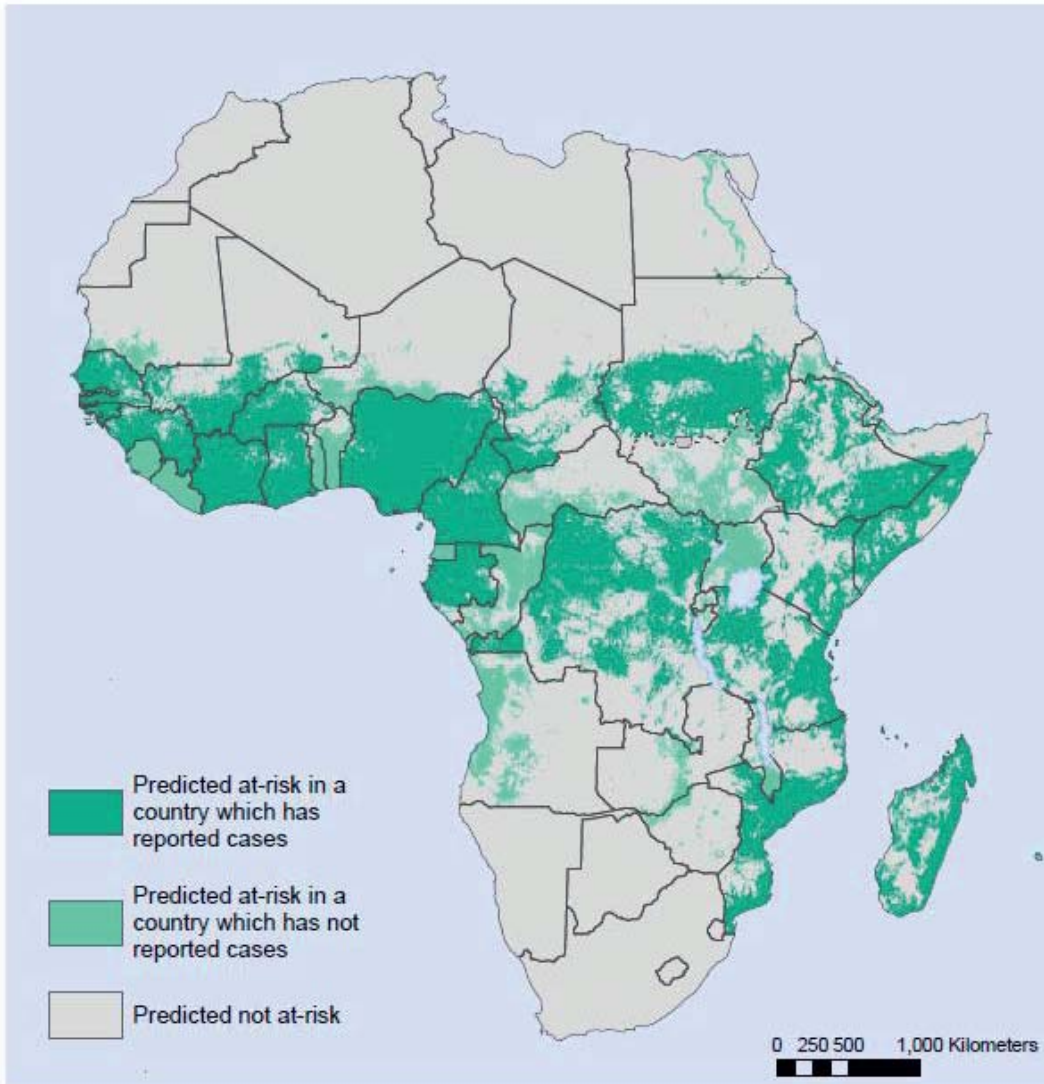 Predicted at-risk in a
country which has
reported cases
Predicted at-risk in a
country which has not
reported cases
Predicted not at-risk
0 250 500 1,000 Kilometers